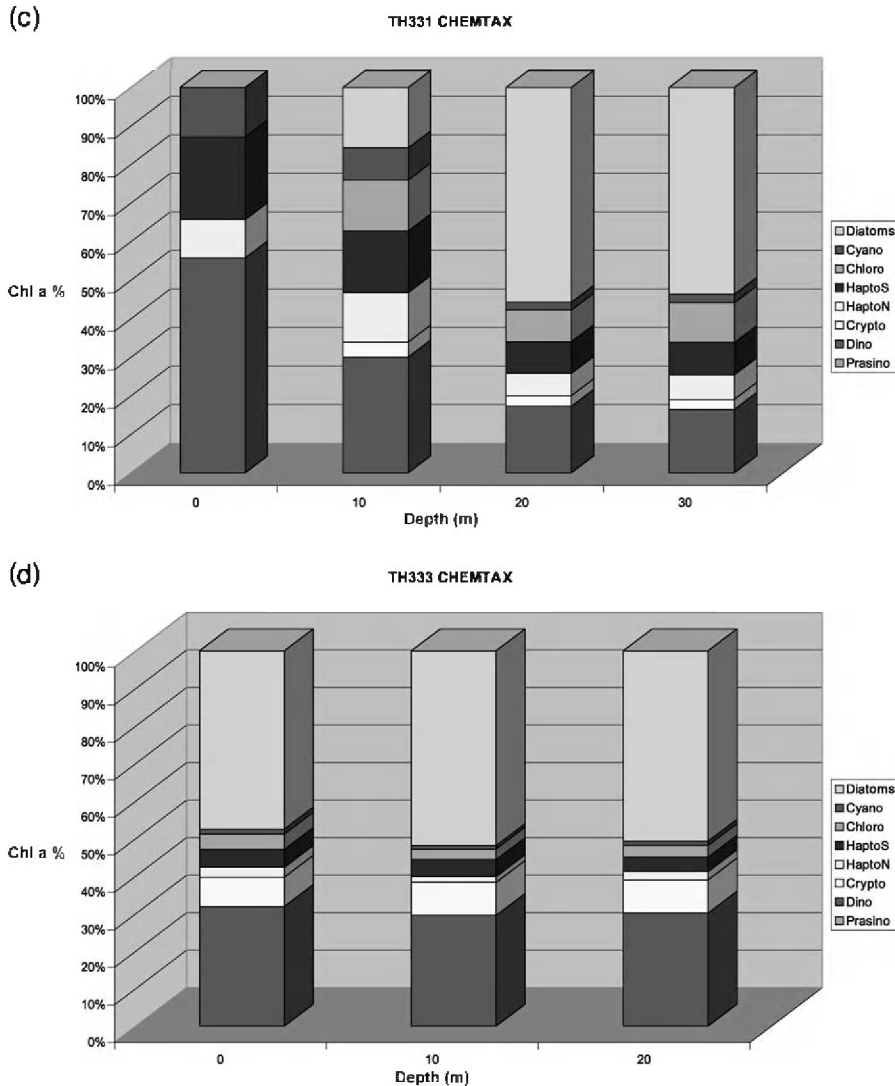 (c)
TH331 CHEMTAX
100%
90%
80%
70%
60%
50%
40%
30%
20%
10%
0%
Chl a %
0
10
20
30
Depth (m)
Diatoms
Cyano
Chloro
HaptoS
HaptoN
Crypto
Dino
Prasino
(d)
TH333 CHEMTAX
100%
90%
80%
70%
60%
50%
40%
30%
20%
10%
0%
Chl a %
0
10
20
Depth (m)
Diatoms
Cyano
Chloro
HaptoS
HaptoN
Crypto
Dino
Prasino